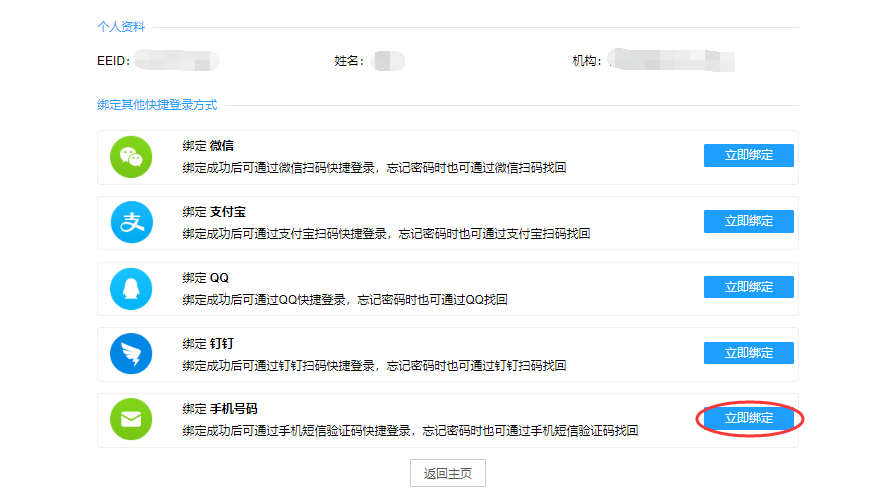 个人资料
EEID: 姓名： 机构：
绑定其他快捷登录方式
绑定 微信
绑定成功后可通过微信扫码快捷登录，忘记密码时也可通过微信扫码找回
立即绑定
支
绑定 支付宝
绑定成功后可通过支付宝扫码快捷登录，忘记密码时也可通过支付宝扫码找回
立即绑定
绑定 QQ
绑定成功后可通过QQ快捷登录，忘记密码时也可通过QQ找回
立即绑定
绑定 钉钉
绑定成功后可通过钉钉扫码快捷登录，忘记密码时也可通过钉钉扫码找回
立即绑定
绑定 手机号码
绑定成功后可通过手机短信验证码快捷登录，忘记密码时也可通过手机短信验证码找回
立即绑定
返回主页